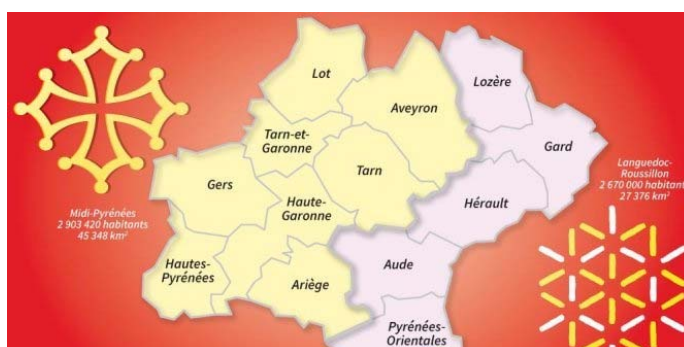 Lot
Lozère
Aveyron
Tarn-et-
Garonne
Gard
Tarn
Languedoc-
Roussillon
2 670 000 habitant
27 376 km²
Gers
Haute-
Garonne
Hérault
Midi-Pyrénées
2 903 420 habitants
45 348 km²
Aude
Hautes-
Pyrénées
Ariège
Pyrénées-
Orientales